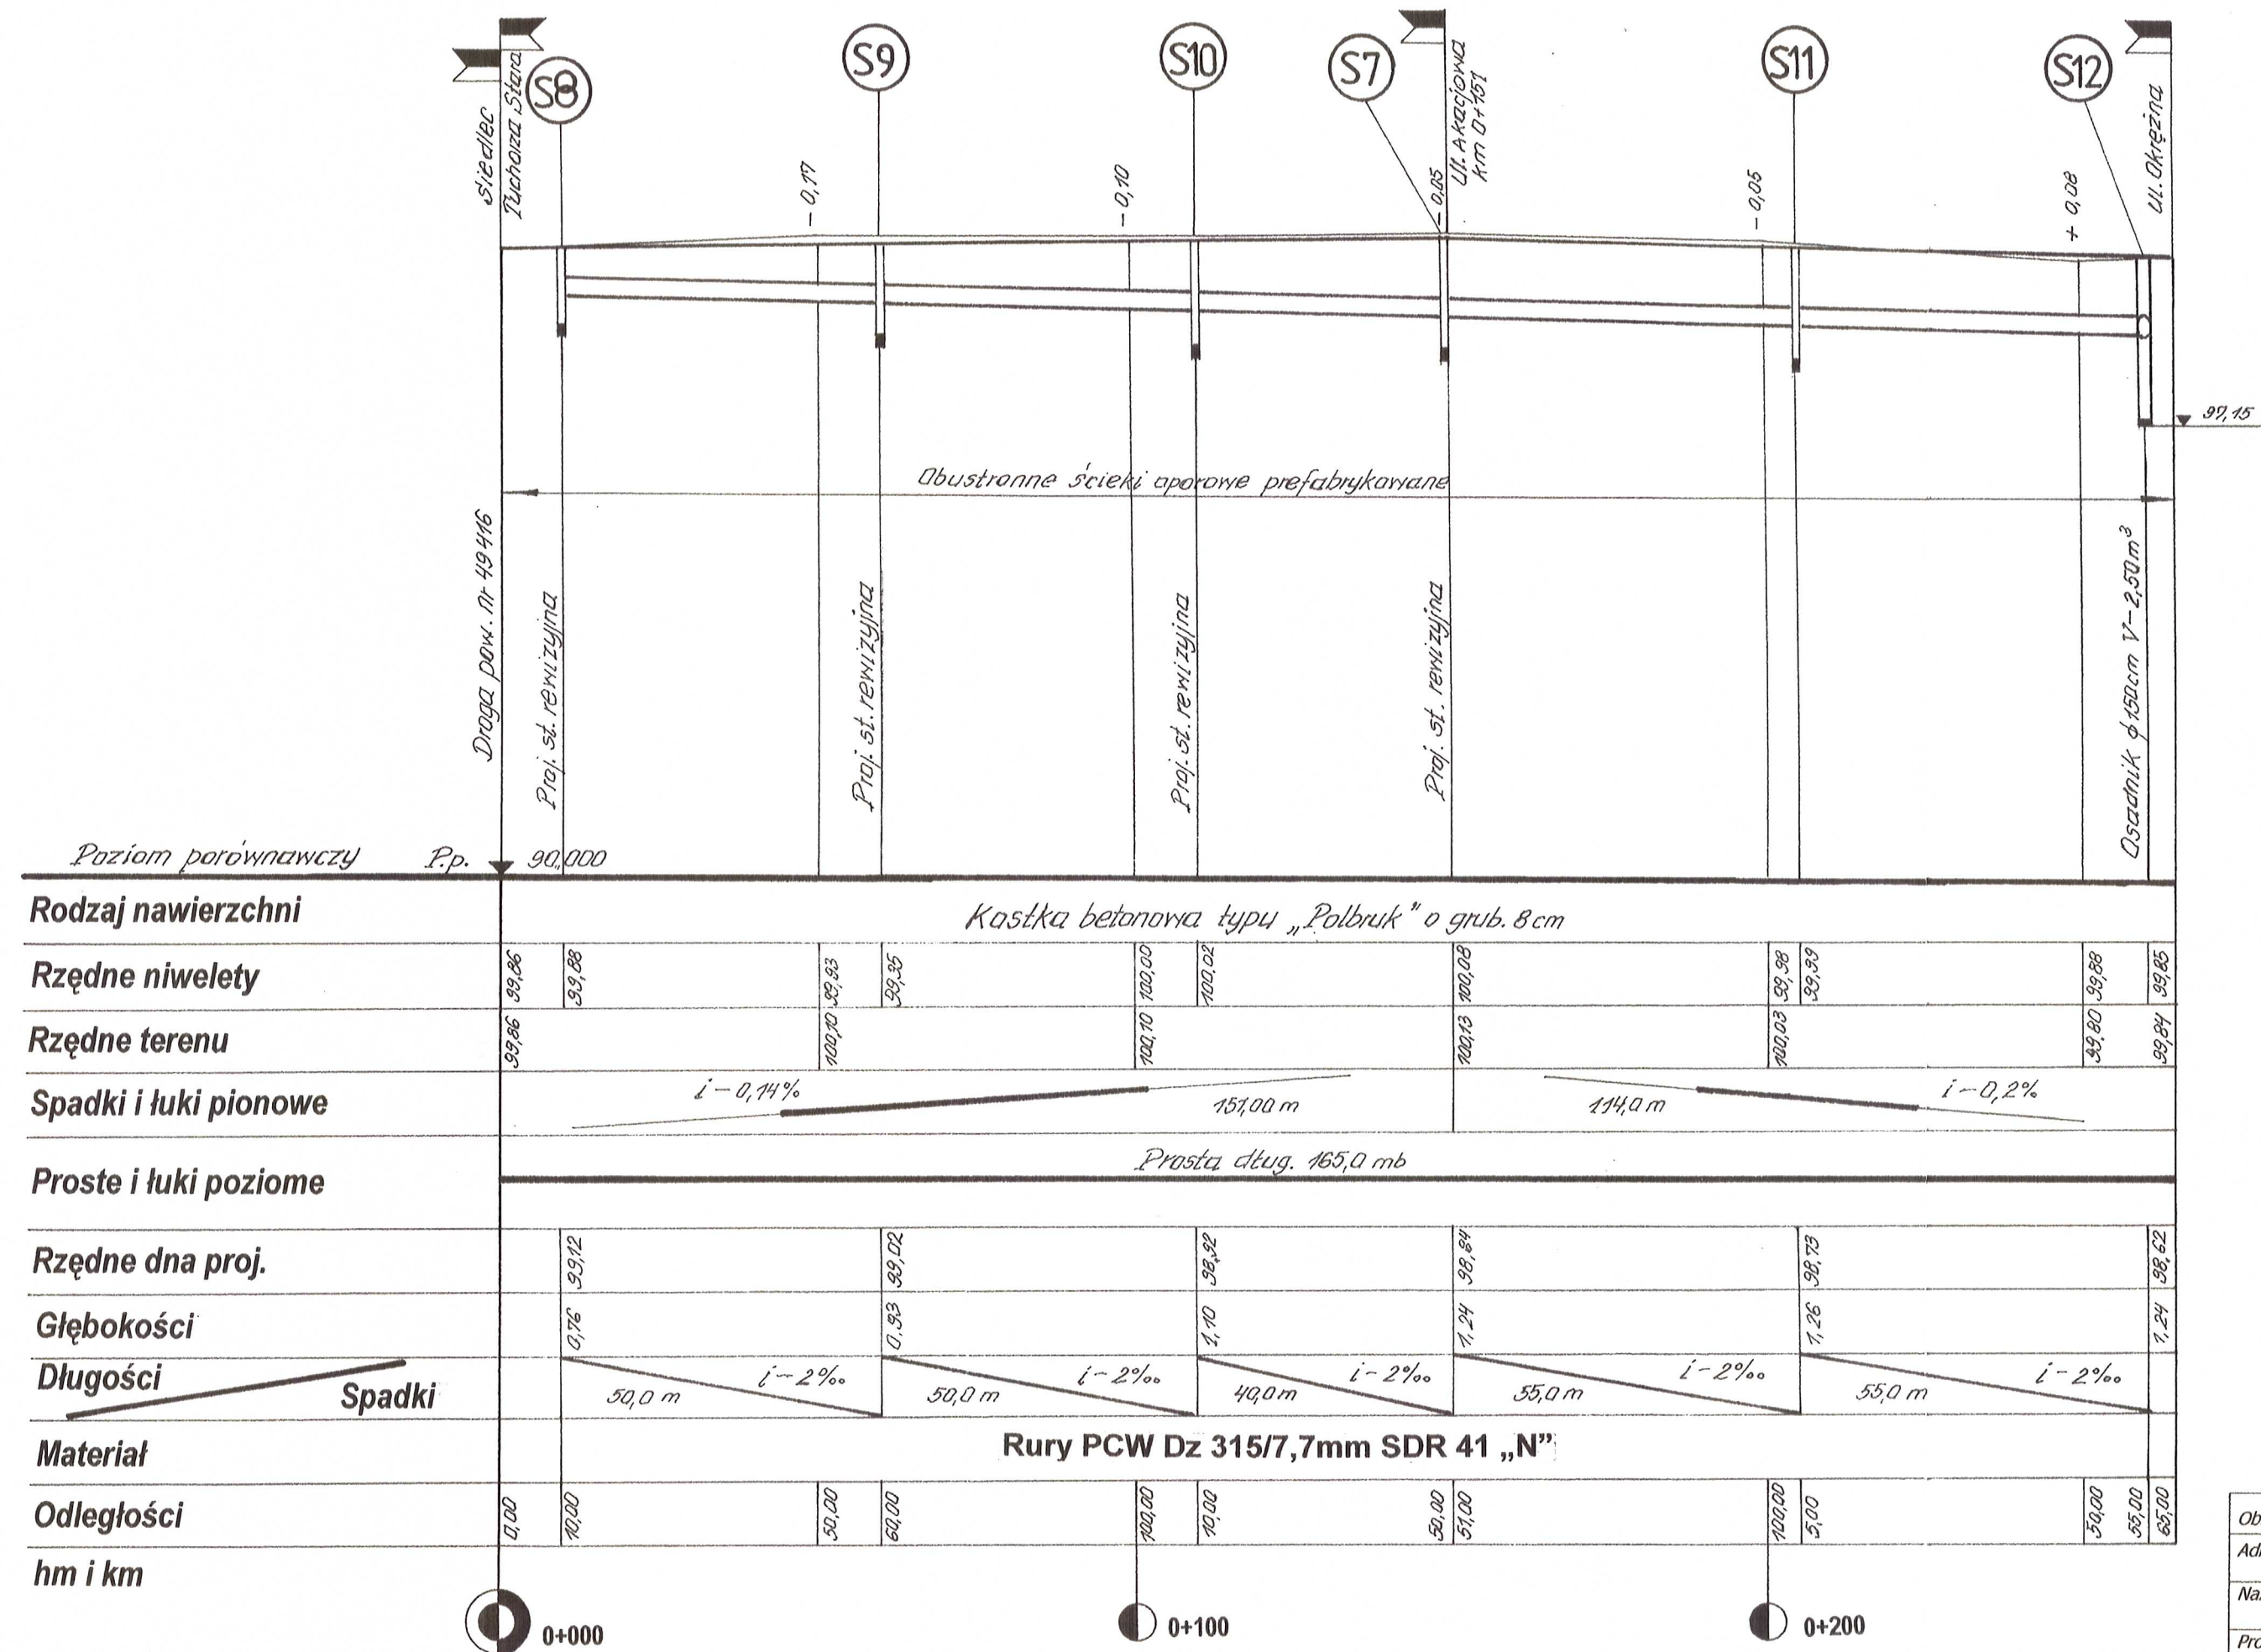 S8
S9
S10
S7
S11
S12
Siedlec
Tuchorza Stara
Ul. Akacjowa
km 0+151
Ul. Okrężna
- 0,17
- 0,10
- 0,05
- 0,05
+ 0,08
97,15
Obustronne ścieki oporowe prefabrykowane
Droga pow. nr 49416
Proj. st. rewizyjna
Proj. st. rewizyjna
Proj. st. rewizyjna
Proj. st. rewizyjna
Osadnik ϕ 150cm V-2,50m³
Poziom porównawczy P.p. 90,000
Rodzaj nawierzchni Kostka betonowa typu „Polbruk” o grub. 8 cm
Rzędne niwelety 99,86 99,88 99,93 99,95 100,00 100,02 100,08 99,98 99,99 99,88 99,85
Rzędne terenu 99,86 100,10 100,10 100,13 100,03 99,80 99,84
Spadki i łuki pionowe i-0,14% 151,00 m 114,0 m i-0,2%
Proste i łuki poziome Prosta dług. 165,0 mb
Rzędne dna proj. 99,12 99,02 98,92 98,84 98,73 98,62
Głębokości 0,76 0,93 1,10 1,24 1,26 1,24
Długości Spadki 50,0 m i-2‰ 50,0 m i-2‰ 40,0 m i-2‰ 55,0 m i-2‰ 55,0 m i-2‰
Materiał Rury PCW Dz 315/7,7mm SDR 41 „N”
Odległości 0,00 10,00 50,00 60,00 100,00 10,00 50,00 51,00 100,00 5,00 50,00 55,00 65,00
hm i km
0+000 0+100 0+200
Ob
Ad
Na
Pro